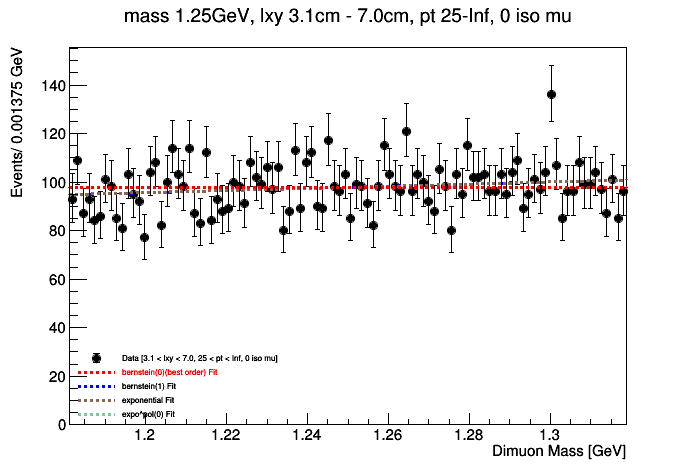 mass 1.25GeV, lxy 3.1cm - 7.0cm, pt 25-Inf, 0 iso mu
Events/ 0.001375 GeV
140
120
100
80
60
40
20
0
Data [3.1 < lxy < 7.0, 25 < pt < Inf, 0 iso mu]
bernstein(0)(best order) Fit
bernstein(1) Fit
exponential Fit
expo*pol(0) Fit
1.2 1.22 1.24 1.26 1.28 1.3
Dimuon Mass [GeV]